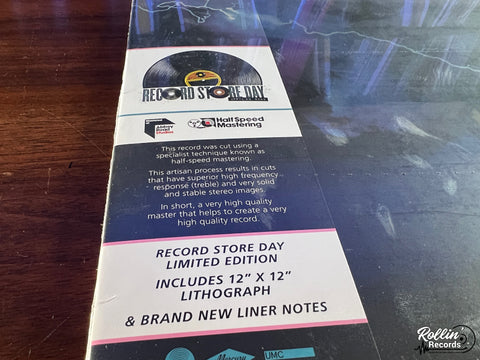 RECORD STORE DAY
Abbey Road
Studios
Half Speed
Mastering
This record was cut using a
specialist technique known as
half-speed mastering.
This artisan process results in cuts
that have superior high frequency
response (treble) and very solid
and stable stereo images.
In short, a very high quality
master that helps to create a very
high quality record.
RECORD STORE DAY
LIMITED EDITION
INCLUDES 12" X 12"
LITHOGRAPH
& BRAND NEW LINER NOTES
Mercury
UMC
Rollin'
Records